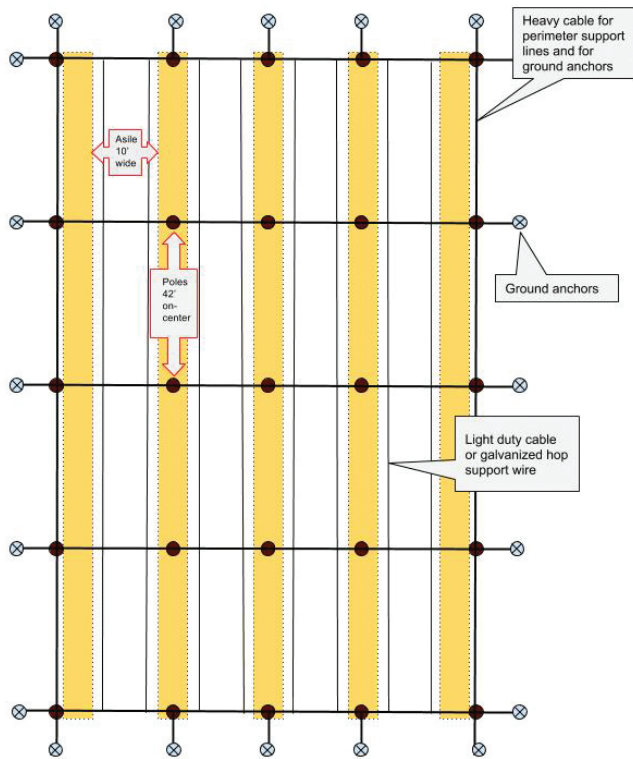 Heavy cable for
perimeter support
lines and for
ground anchors
Asile
10'
wide
Poles
42'
on-
center
Ground anchors
Light duty cable
or galvanized hop
support wire